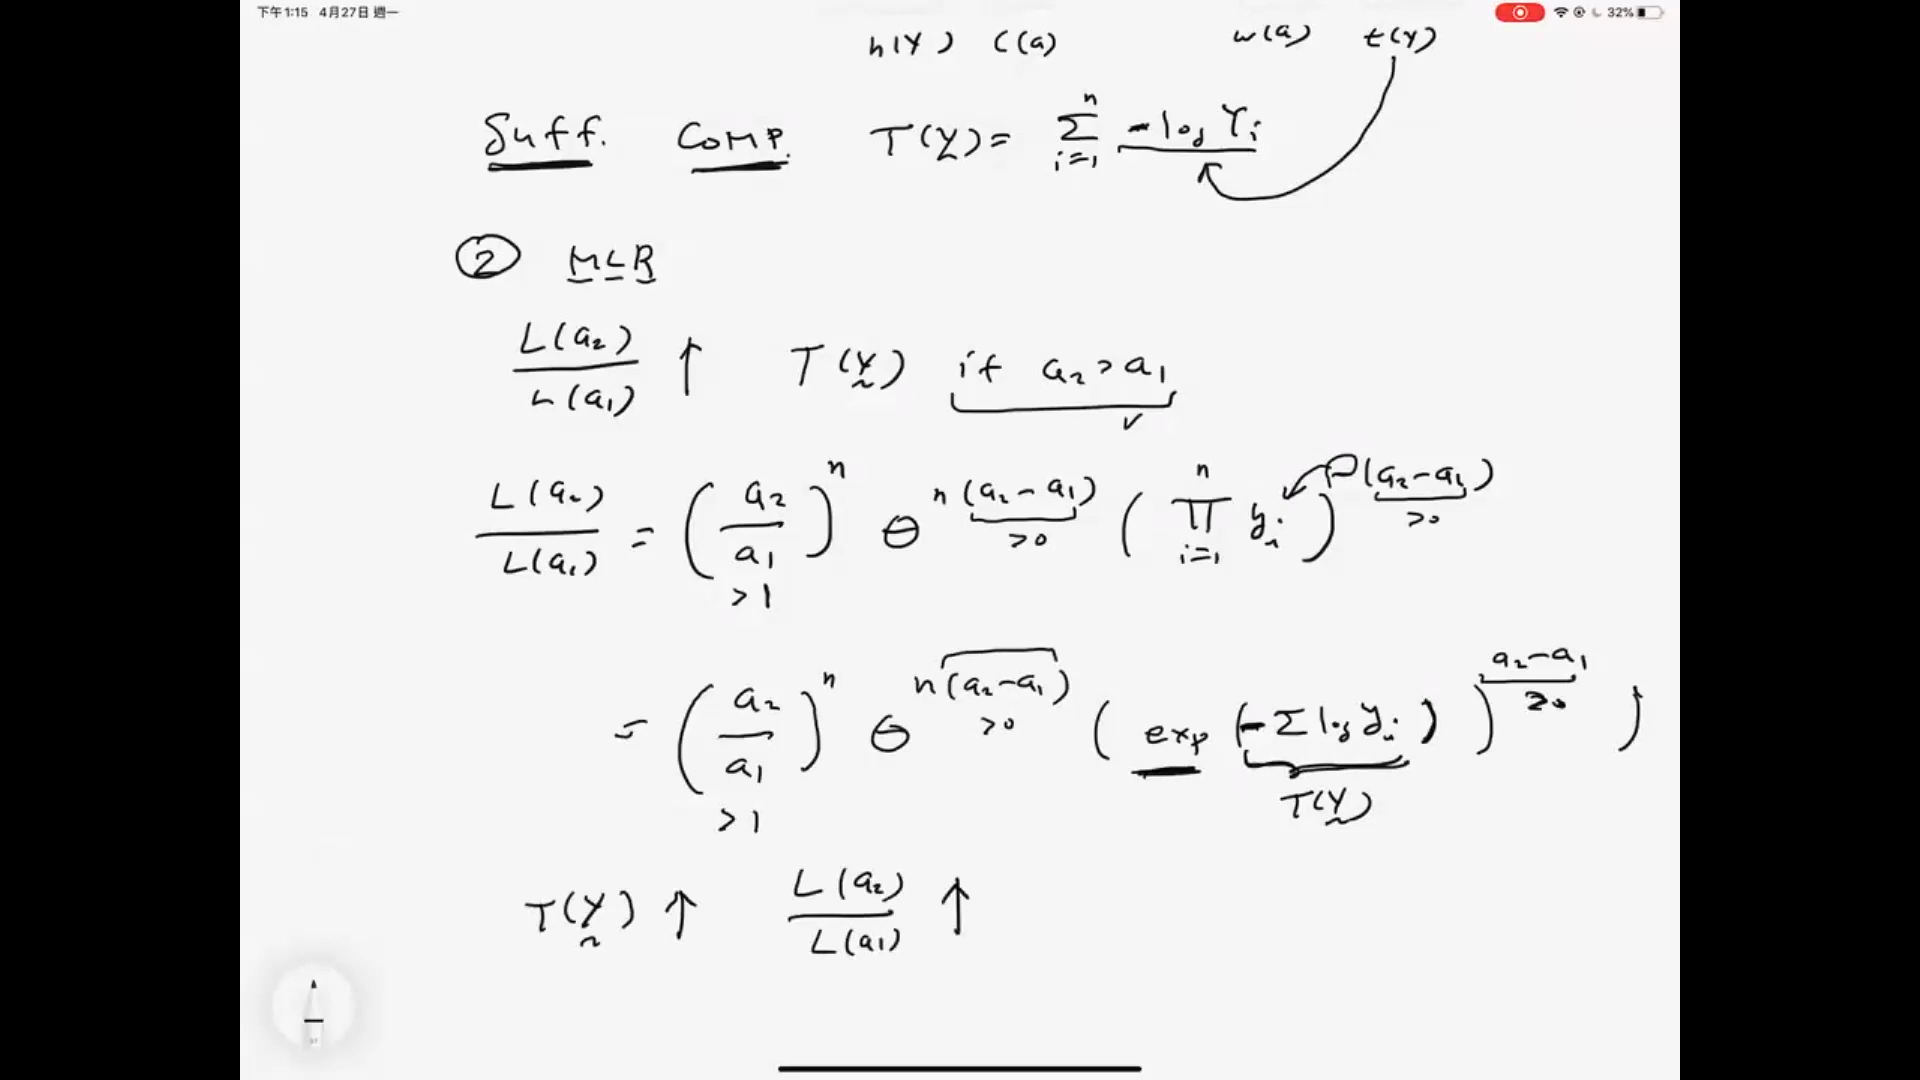 下午1:15 4月27日 週一 32%
h(Y) C(a) w(a) t(Y)
Suff. Comp. T(Y) = Σ_{i=1}^{n} -log Y_i
② MLR
L(a₂)/L(a₁) ↑ T(Y) if a₂ > a₁ ✓
L(a₂)/L(a₁) = (a₂/a₁)^n θ^{n(a₂-a₁)} (∏_{i=1}^{n} y_i)^{-(a₂-a₁)}
>1 >0 >0
= (a₂/a₁)^n θ^{n(a₂-a₁)} (exp(-Σ log y_i))^{a₂-a₁})
>1 >0 T(Y) >0
T(Y) ↑ L(a₂)/L(a₁) ↑